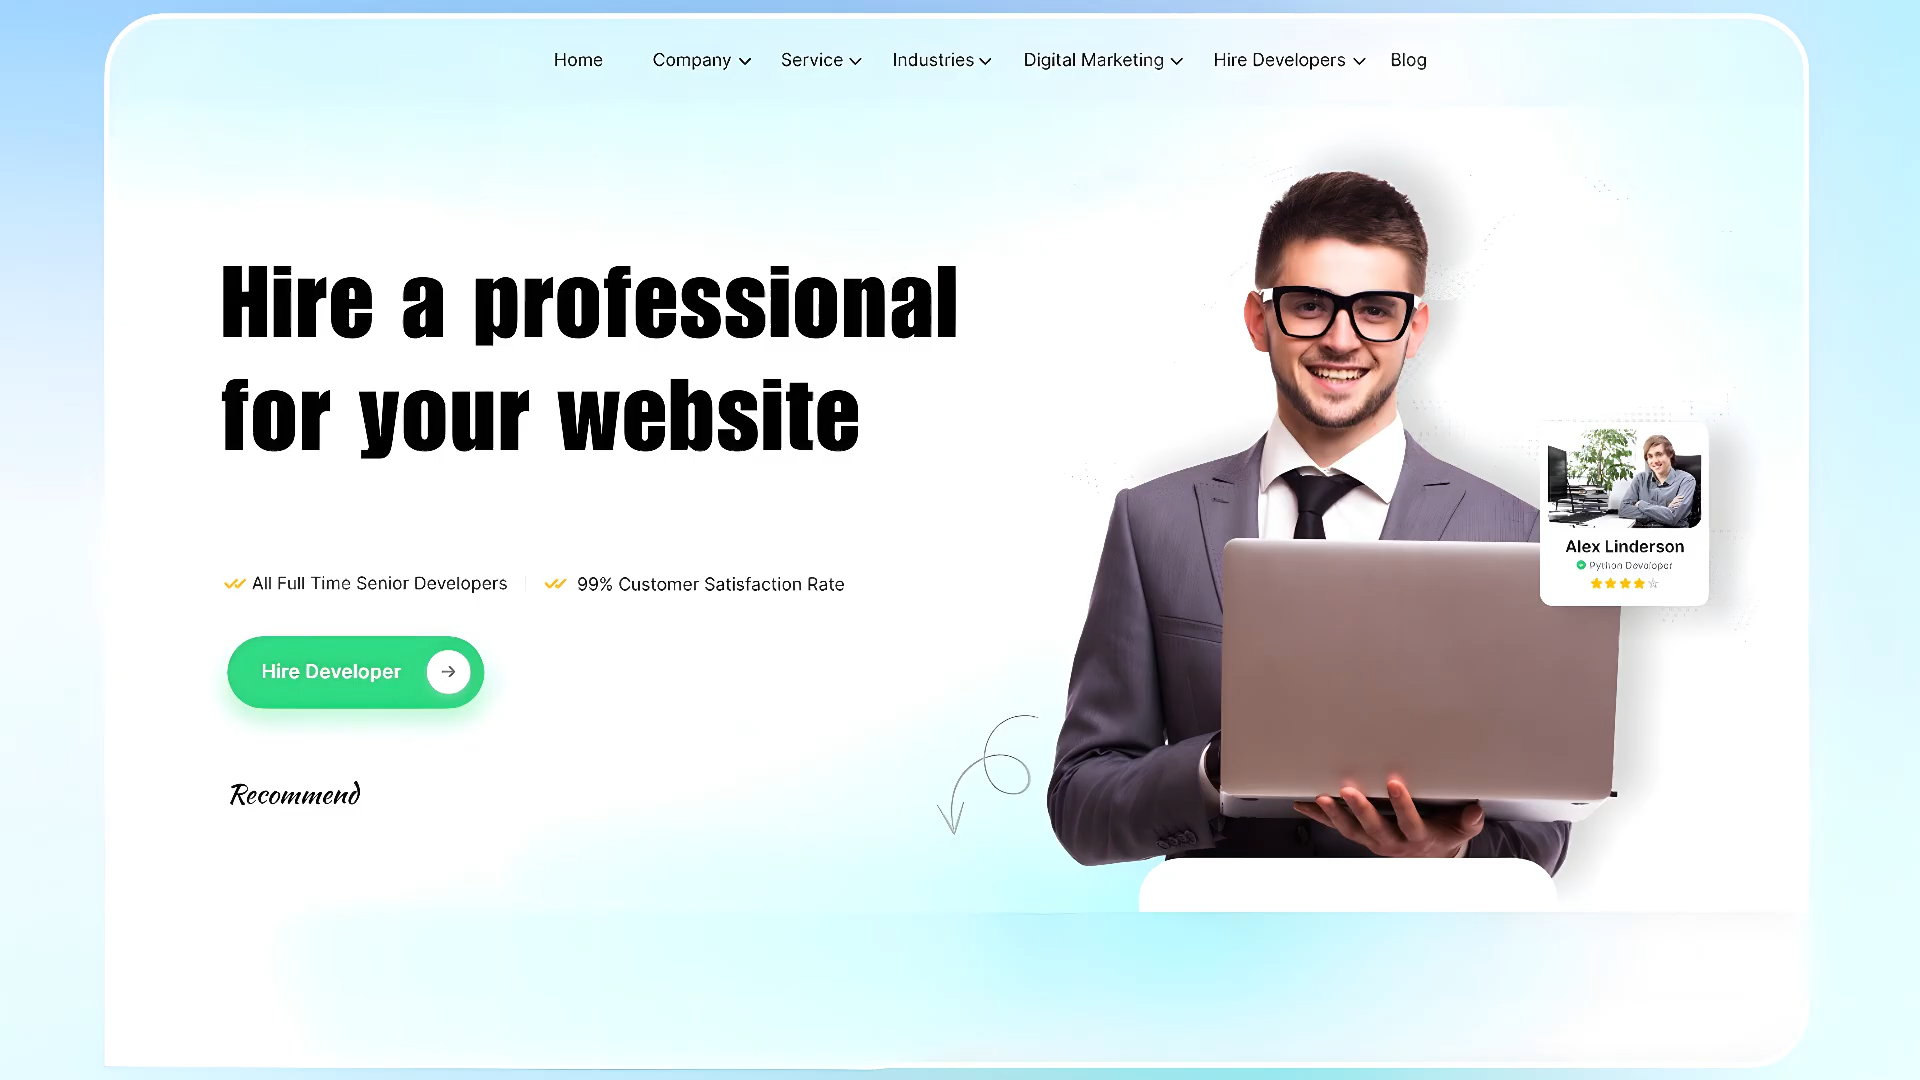 Home Company Service Industries Digital Marketing Hire Developers Blog
Hire a professional
for your website
All Full Time Senior Developers 99% Customer Satisfaction Rate
Hire Developer
Recommend
Alex Linderson
Python Developer